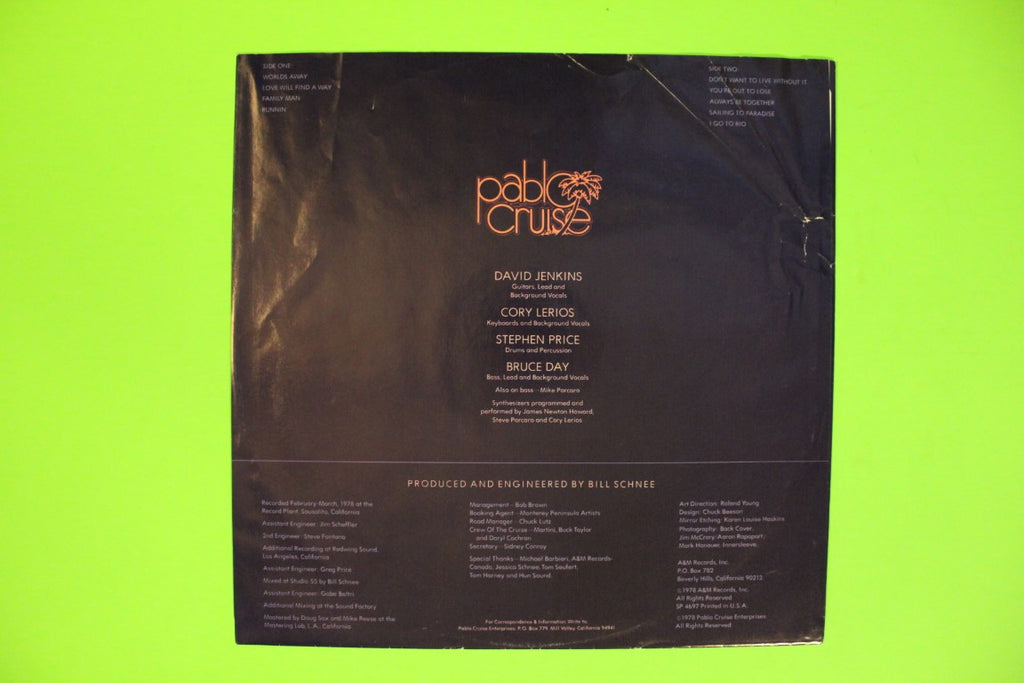 SIDE ONE:
WORLDS AWAY
LOVE WILL FIND A WAY
FAMILY MAN
RUNNIN'
SIDE TWO:
DON'T WANT TO LIVE WITHOUT IT
YOU'RE OUT TO LOSE
ALWAYS BE TOGETHER
SAILING TO PARADISE
I GO TO RIO
pablo
cruise
DAVID JENKINS
Guitars, Lead and
Background Vocals
CORY LERIOS
Keyboards and Background Vocals
STEPHEN PRICE
Drums and Percussion
BRUCE DAY
Bass, Lead and Background Vocals
Also on bass—Mike Porcaro
Synthesizers programmed and
performed by James Newton Howard,
Steve Porcaro and Cory Lerios
PRODUCED AND ENGINEERED BY BILL SCHNEE
Recorded February-March, 1978 at the
Record Plant, Sausalito, California
Assistant Engineer: Jim Scheffler
2nd Engineer: Steve Fontano
Additional Recording at Redwing Sound,
Los Angeles, California
Assistant Engineer: Greg Price
Mixed at Studio 55 by Bill Schnee
Assistant Engineer: Gabe Beltri
Additional Mixing at the Sound Factory
Mastered by Doug Sax and Mike Reese at the
Mastering Lab, L.A., California
Management—Bob Brown
Booking Agent—Monterey Peninsula Artists
Road Manager—Chuck Lutz
Crew Of The Cruise—Martini, Buck Taylor
and Daryl Cochran
Secretary—Sidney Conroy
Special Thanks—Michael Barbieri, A&M Records-
Canada, Jessica Schnee, Tom Seufert,
Tom Harney and Hun Sound.
For Correspondence & Information Write to:
Pablo Cruise Enterprises: P.O. Box 779, Mill Valley, California 94941
Art Direction: Roland Young
Design: Chuck Beeson
Mirror Etching: Karen Louise Haskins
Photography: Back Cover,
Jim McCrary: Aaron Rapoport;
Mark Hanauer, Innersleeve.
A&M Records, Inc.
P.O. Box 782
Beverly Hills, California 90213
©1978 A&M Records, Inc.
All Rights Reserved
SP 4697 Printed in U.S.A.
©1978 Pablo Cruise Enterprises
All Rights Reserved